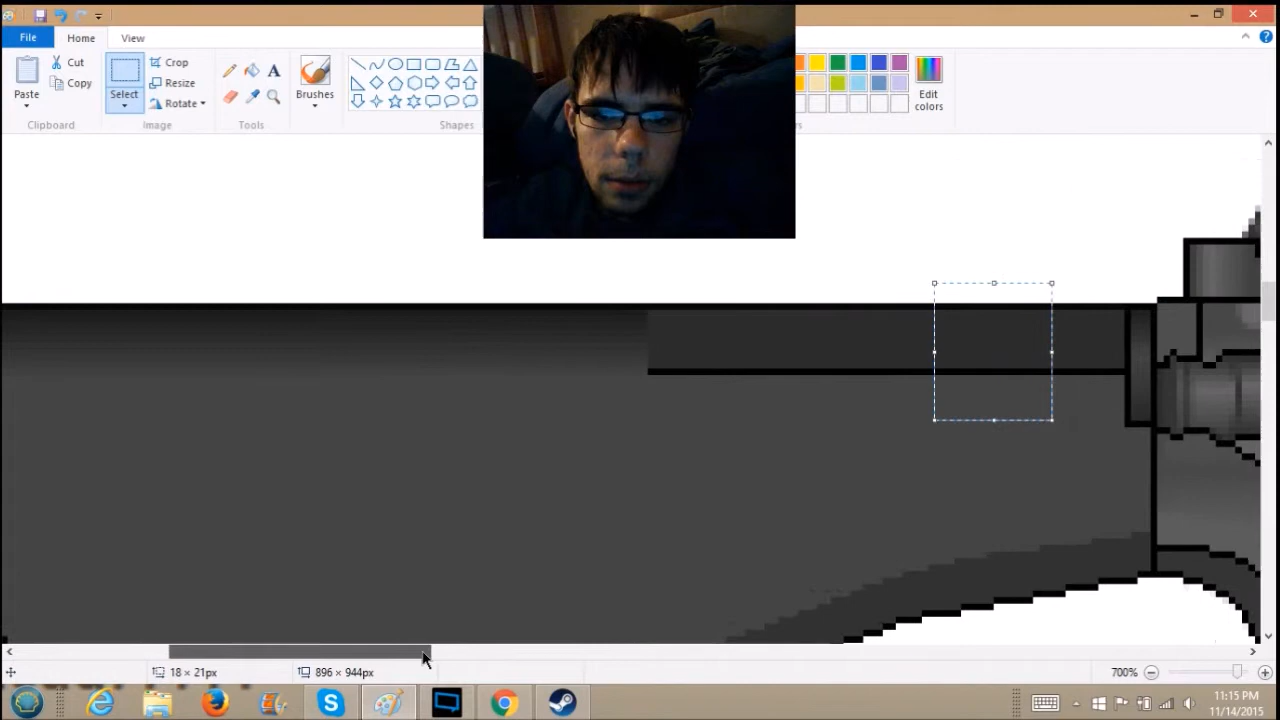 File
Home
View
Cut
Crop
Copy
Resize
Paste
Select
Rotate
Brushes
Edit
colors
Clipboard
Image
Tools
Shapes
18 × 21px
896 × 944px
700%
11:15 PM
11/14/2015